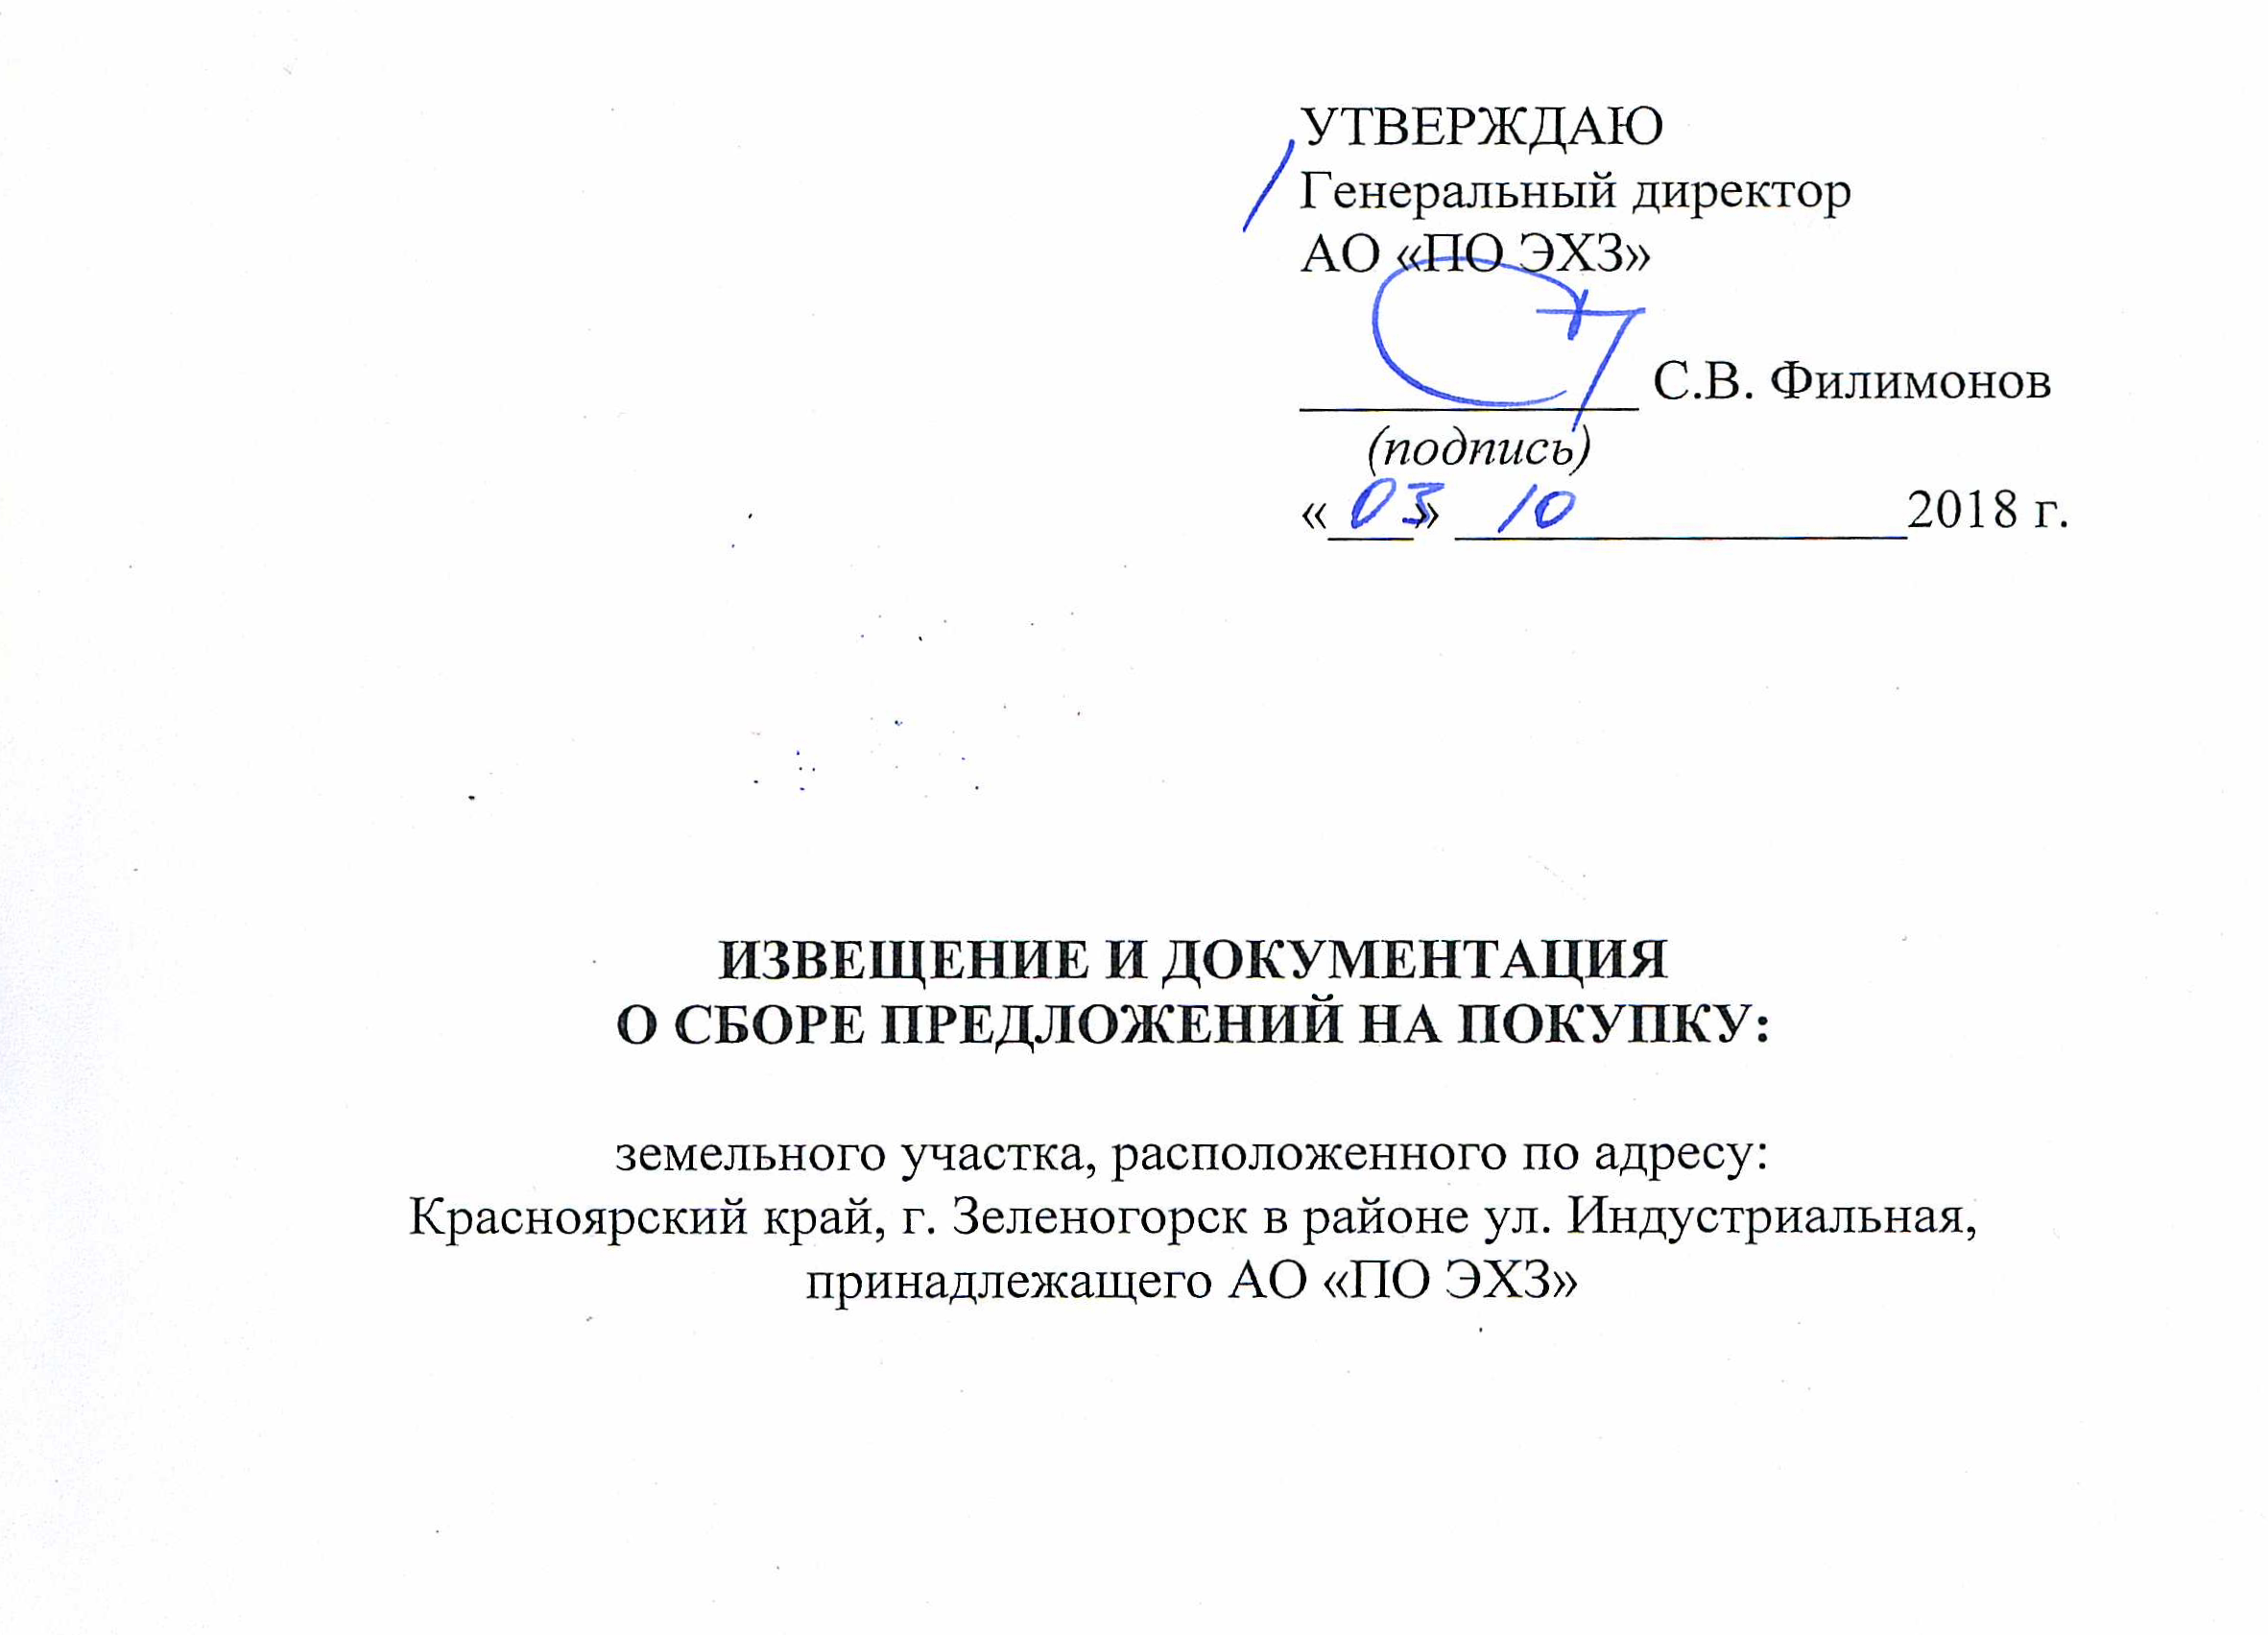 УТВЕРЖДАЮ
Генеральный директор
АО «ПО ЭХЗ»
С.В. Филимонов
(подпись)
«03» 10 2018 г.
ИЗВЕЩЕНИЕ И ДОКУМЕНТАЦИЯ
О СБОРЕ ПРЕДЛОЖЕНИЙ НА ПОКУПКУ:
земельного участка, расположенного по адресу:
Красноярский край, г. Зеленогорск в районе ул. Индустриальная,
принадлежащего АО «ПО ЭХЗ»